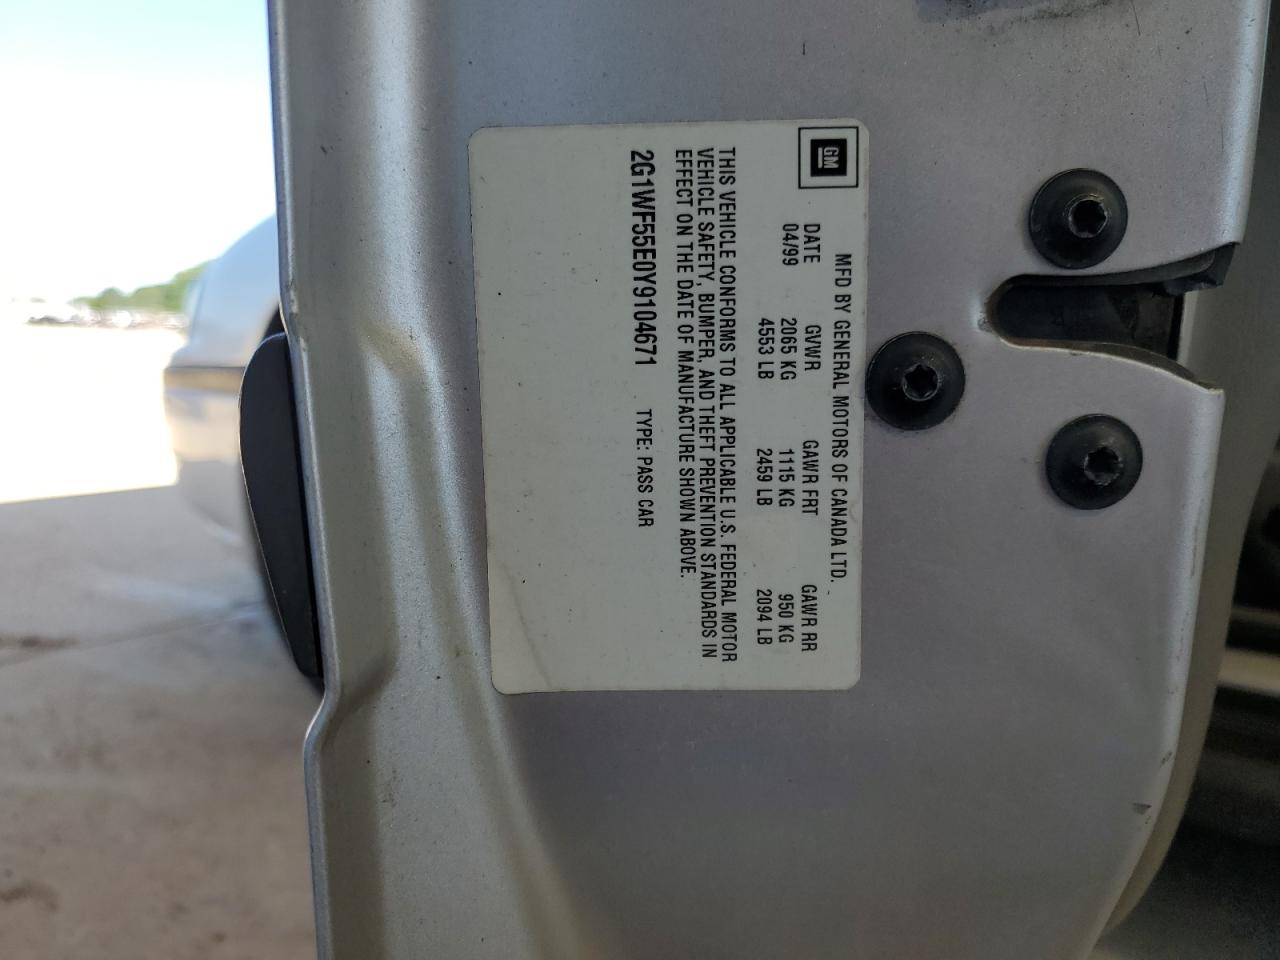 GM
MFD BY GENERAL MOTORS OF CANADA LTD.
DATE GVWR GAWR FRT GAWR RR
04/99 2065 KG 1115 KG 950 KG
4553 LB 2459 LB 2094 LB
THIS VEHICLE CONFORMS TO ALL APPLICABLE U.S. FEDERAL MOTOR
VEHICLE SAFETY, BUMPER, AND THEFT PREVENTION STANDARDS IN
EFFECT ON THE DATE OF MANUFACTURE SHOWN ABOVE.
2G1WF55E0Y9104671 TYPE: PASS CAR